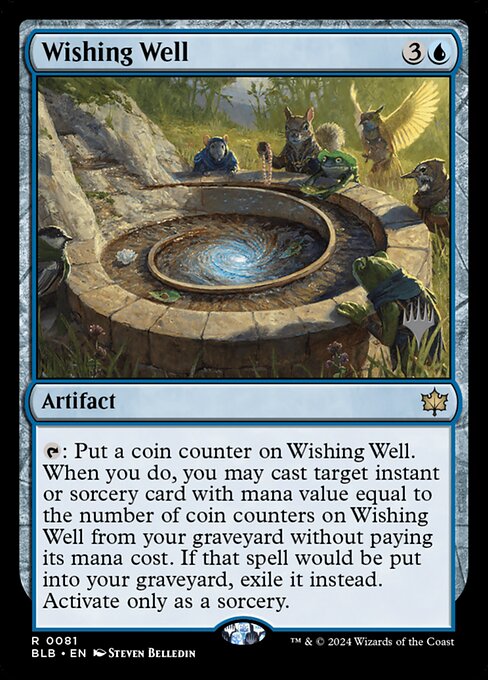 Wishing Well 3
Artifact
: Put a coin counter on Wishing Well.
When you do, you may cast target instant
or sorcery card with mana value equal to
the number of coin counters on Wishing
Well from your graveyard without paying
its mana cost. If that spell would be put
into your graveyard, exile it instead.
Activate only as a sorcery.
R 0081
BLB • EN Steven Belledin
™ & © 2024 Wizards of the Coast